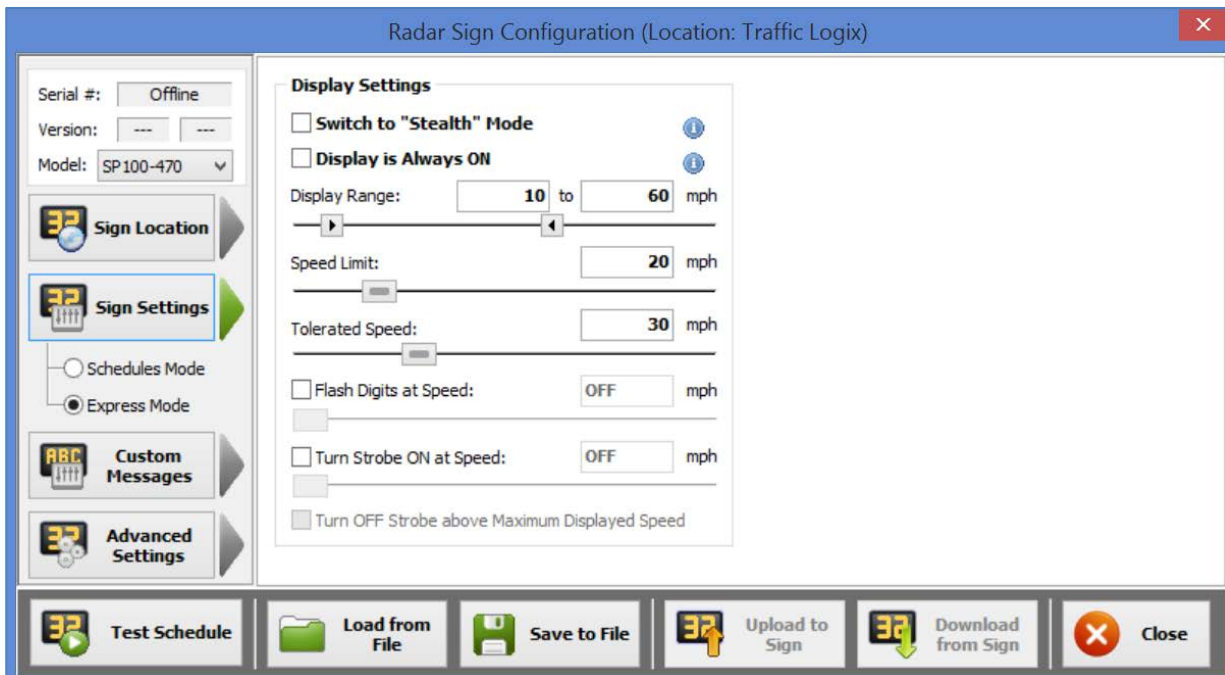 Radar Sign Configuration (Location: Traffic Logix)
Serial #: Offline
Version: --- ---
Model: SP100-470
Sign Location
Sign Settings
Schedules Mode
Express Mode
ABC
Custom
Messages
Advanced
Settings
Display Settings
Switch to "Stealth" Mode
Display is Always ON
Display Range: 10 to 60 mph
Speed Limit: 20 mph
Tolerated Speed: 30 mph
Flash Digits at Speed: OFF mph
Turn Strobe ON at Speed: OFF mph
Turn OFF Strobe above Maximum Displayed Speed
Test Schedule
Load from
File
Save to File
Upload to
Sign
Download
from Sign
Close